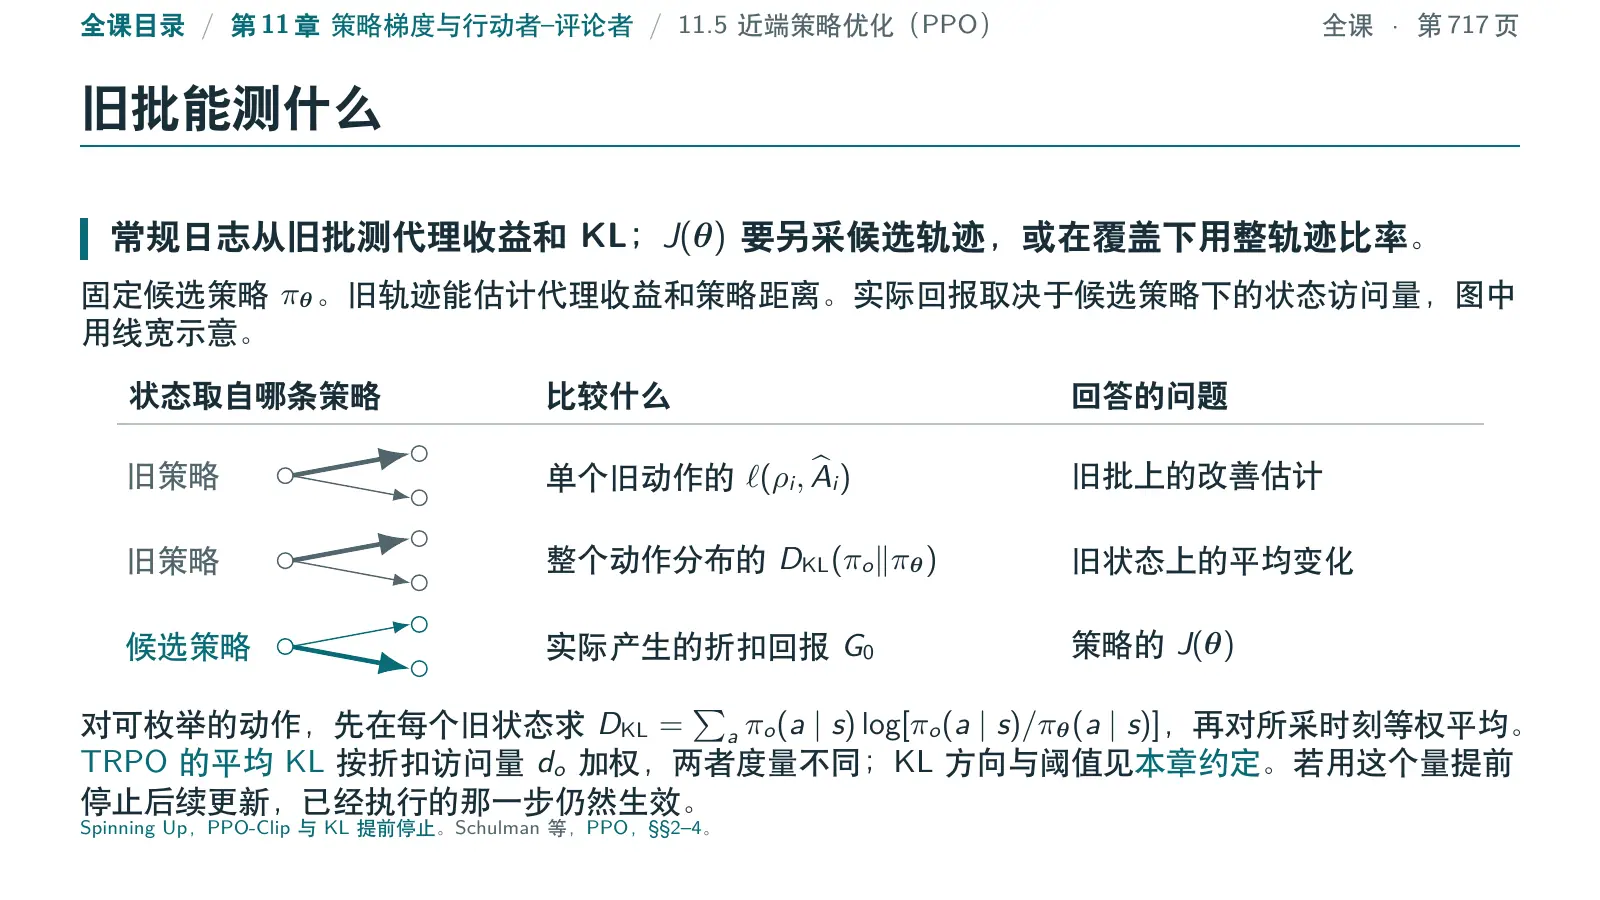 全课目录 / 第 11 章 策略梯度与行动者–评论者 / 11.5 近端策略优化（PPO） 全课 · 第 717 页
旧批能测什么
常规日志从旧批测代理收益和 KL；J(θ) 要另采候选轨迹，或在覆盖下用整轨迹比率。
固定候选策略 π_θ。旧轨迹能估计代理收益和策略距离。实际回报取决于候选策略下的状态访问量，图中
用线宽示意。
状态取自哪条策略 比较什么 回答的问题
旧策略 单个旧动作的 ℓ(ρ_i, Â_i) 旧批上的改善估计
旧策略 整个动作分布的 D_KL(π_o‖π_θ) 旧状态上的平均变化
候选策略 实际产生的折扣回报 G_0 策略的 J(θ)
对可枚举的动作，先在每个旧状态求 D_KL = ∑_a π_o(a | s) log[π_o(a | s)/π_θ(a | s)]，再对所采时刻等权平均。
TRPO 的平均 KL 按折扣访问量 d_o 加权，两者度量不同；KL 方向与阈值见本章约定。若用这个量提前
停止后续更新，已经执行的那一步仍然生效。
Spinning Up，PPO-Clip 与 KL 提前停止。Schulman 等，PPO，§§2–4。